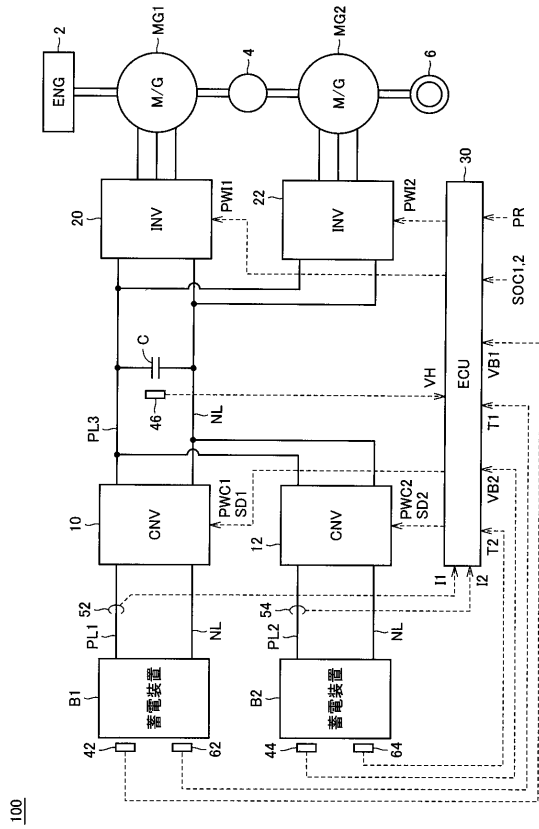 100
B1
蓄電装置
42
62
PL1
52
NL
10
CNV
PWC1
SD1
PL3
C
46
NL
VH
20
INV
PWI1
ENG
2
M/G
MG1
4
M/G
MG2
6
22
INV
PWI2
B2
蓄電装置
44
64
PL2
54
NL
12
CNV
PWC2
SD2
I1
I2
ECU
30
T2
VB2
T1
VB1
SOC1,2
PR